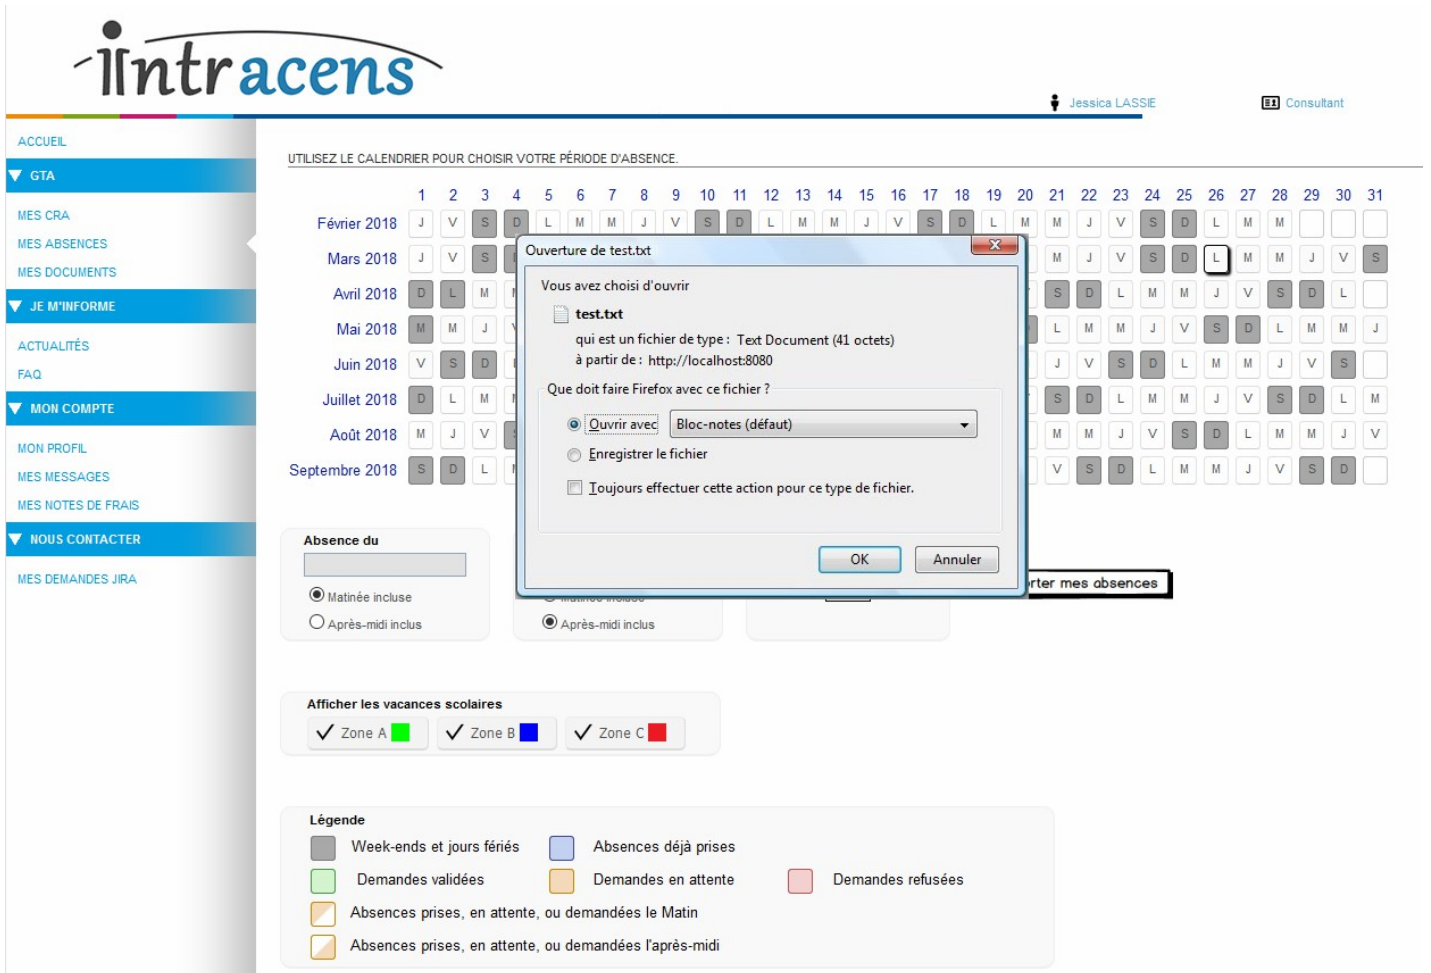 intracens
Jessica LASSIE
Consultant
ACCUEIL
GTA
MES CRA
MES ABSENCES
MES DOCUMENTS
JE M'INFORME
ACTUALITÉS
FAQ
MON COMPTE
MON PROFIL
MES MESSAGES
MES NOTES DE FRAIS
NOUS CONTACTER
MES DEMANDES JIRA
UTILISEZ LE CALENDRIER POUR CHOISIR VOTRE PÉRIODE D'ABSENCE.
1 2 3 4 5 6 7 8 9 10 11 12 13 14 15 16 17 18 19 20 21 22 23 24 25 26 27 28 29 30 31
Février 2018 J V S D L M M J V S D L M M J V S D L M M J V S D L M M
Mars 2018 J V S M J V S D L M M J V S
Avril 2018 D L M S D L M M J V S D L
Mai 2018 M M J L M M J V S D L M M J
Juin 2018 V S D J V S D L M M J V S
Juillet 2018 D L M S D L M M J V S D L M
Août 2018 M J V M M J V S D L M M J V
Septembre 2018 S D L V S D L M M J V S D
Ouverture de test.txt
Vous avez choisi d'ouvrir
test.txt
qui est un fichier de type : Text Document (41 octets)
à partir de : http://localhost:8080
Que doit faire Firefox avec ce fichier ?
Ouvrir avec Bloc-notes (défaut)
Enregistrer le fichier
Toujours effectuer cette action pour ce type de fichier.
OK Annuler
Absence du
Matinée incluse
Après-midi inclus
Après-midi inclus
mes absences
Afficher les vacances scolaires
Zone A Zone B Zone C
Légende
Week-ends et jours fériés Absences déjà prises
Demandes validées Demandes en attente Demandes refusées
Absences prises, en attente, ou demandées le Matin
Absences prises, en attente, ou demandées l'après-midi